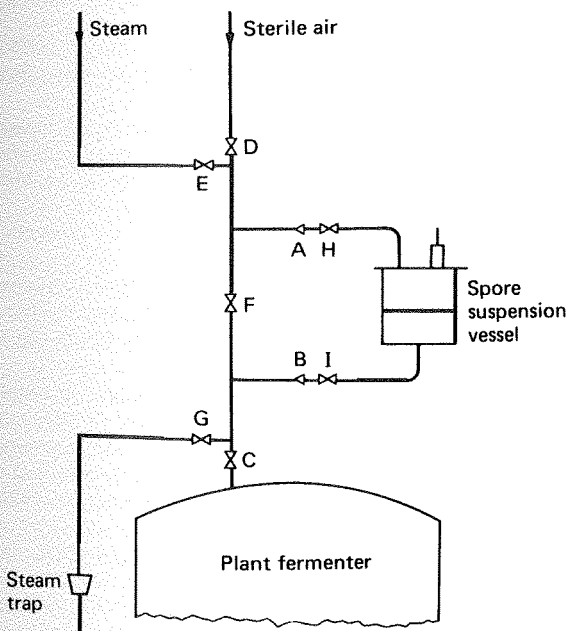 Steam
Sterile air
D
E
A H
F
Spore
suspension
vessel
B I
G
C
Plant fermenter
Steam
trap